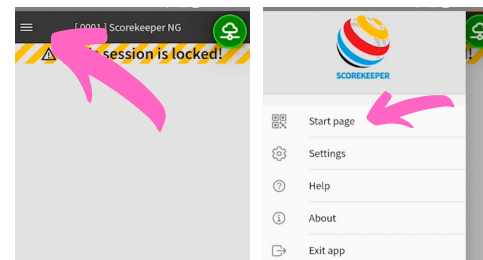 [ 0001 ] Scorekeeper NG
session is locked!
SCOREKEEPER
Start page
Settings
Help
About
Exit app